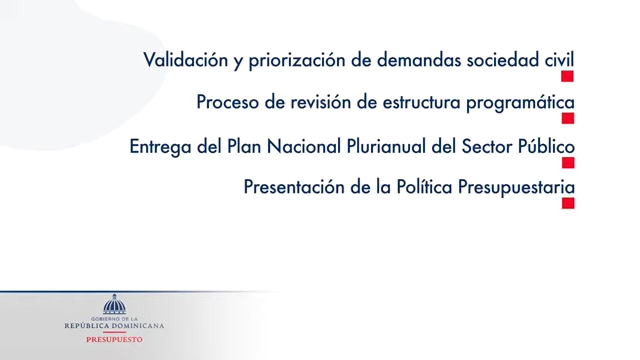 Validación y priorización de demandas sociedad civil
Proceso de revisión de estructura programática
Entrega del Plan Nacional Plurianual del Sector Público
Presentación de la Política Presupuestaria
GOBIERNO DE LA
REPÚBLICA DOMINICANA
PRESUPUESTO